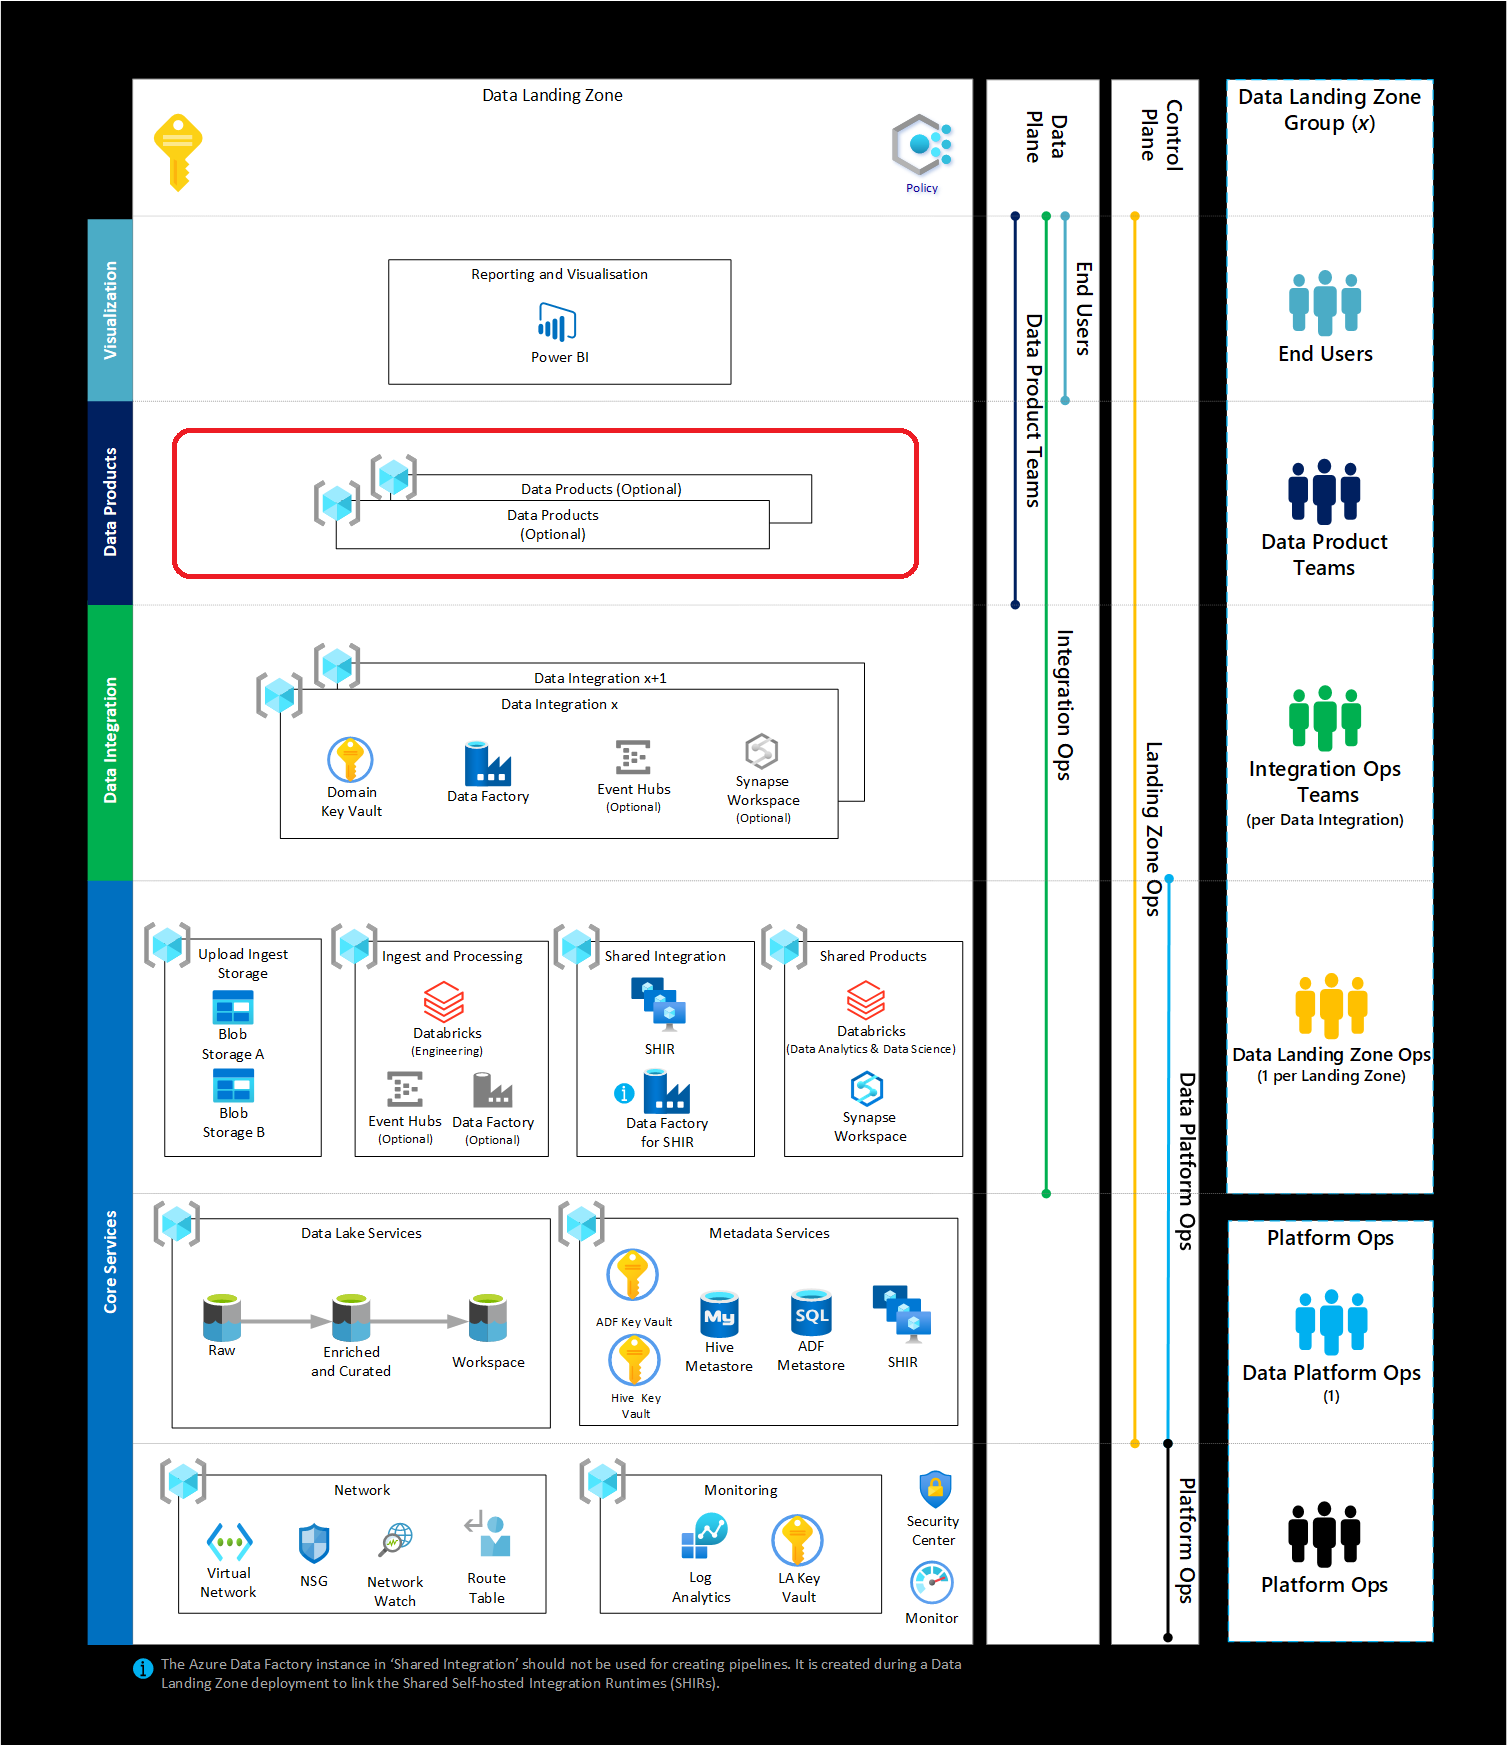 Data Landing Zone
Policy
Data
Plane
Control
Plane
Data Landing Zone
Group (x)
Visualization
Reporting and Visualisation
Power BI
End Users
Data Product Teams
End Users
Data Products
Data Products (Optional)
Data Products
(Optional)
Data Product
Teams
Data Integration
Data Integration x+1
Data Integration x
Domain
Key Vault
Data Factory
Event Hubs
(Optional)
Synapse
Workspace
(Optional)
Integration Ops
Landing Zone Ops
Integration Ops
Teams
(per Data Integration)
Core Services
Upload Ingest
Storage
Blob
Storage A
Blob
Storage B
Ingest and Processing
Databricks
(Engineering)
Event Hubs
(Optional)
Data Factory
(Optional)
Shared Integration
SHIR
Data Factory
for SHIR
Shared Products
Databricks
(Data Analytics & Data Science)
Synapse
Workspace
Data Platform Ops
Data Landing Zone Ops
(1 per Landing Zone)
Data Lake Services
Raw
Enriched
and Curated
Workspace
Metadata Services
ADF Key Vault
Hive Key
Vault
Hive
Metastore
ADF
Metastore
My
SQL
SHIR
Platform Ops
Data Platform Ops
(1)
Network
Virtual
Network
NSG
Network
Watch
Route
Table
Monitoring
Log
Analytics
LA Key
Vault
Security
Center
Monitor
Platform Ops
Platform Ops
The Azure Data Factory instance in ‘Shared Integration’ should not be used for creating pipelines. It is created during a Data
Landing Zone deployment to link the Shared Self-hosted Integration Runtimes (SHIRs).